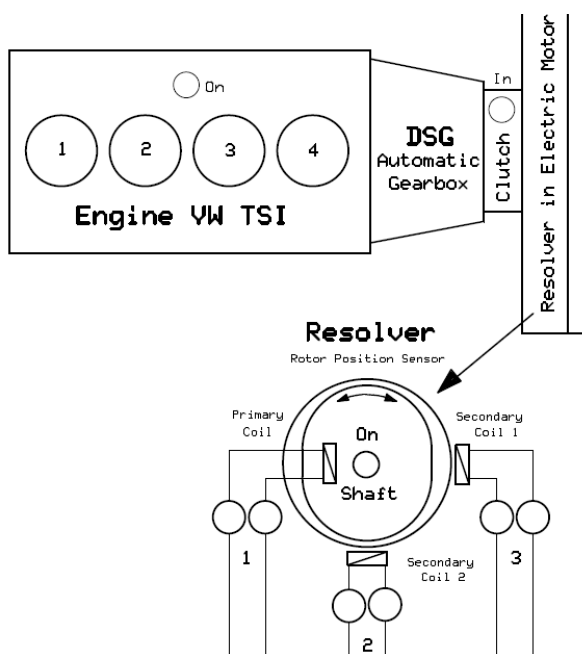 On
1 2 3 4
Engine VW TSI
DSG
Automatic
Gearbox
In
Clutch
Resolver in Electric Motor
Resolver
Rotor Position Sensor
Primary
Coil
On
Shaft
Secondary
Coil 1
Secondary
Coil 2
1
2
3